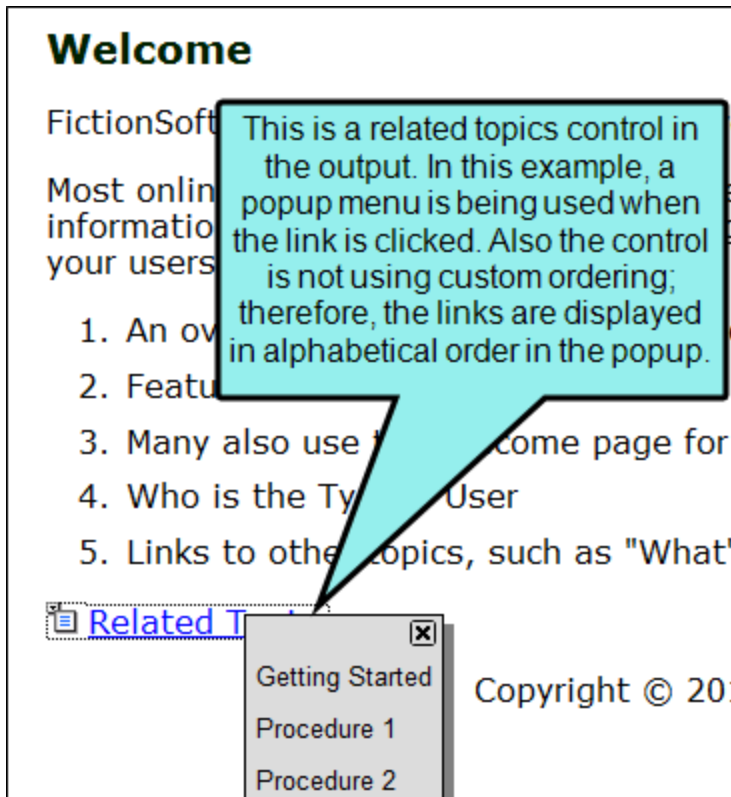 Welcome
FictionSoft
This is a related topics control in
the output. In this example, a
popup menu is being used when
the link is clicked. Also the control
is not using custom ordering;
therefore, the links are displayed
in alphabetical order in the popup.
Most onlin
informatio
your users
1. An ov
2. Featu
3. Many also use come page for
4. Who is the Ty User
5. Links to othe topics, such as "What'
Related T
Getting Started
Procedure 1
Procedure 2
Copyright © 201